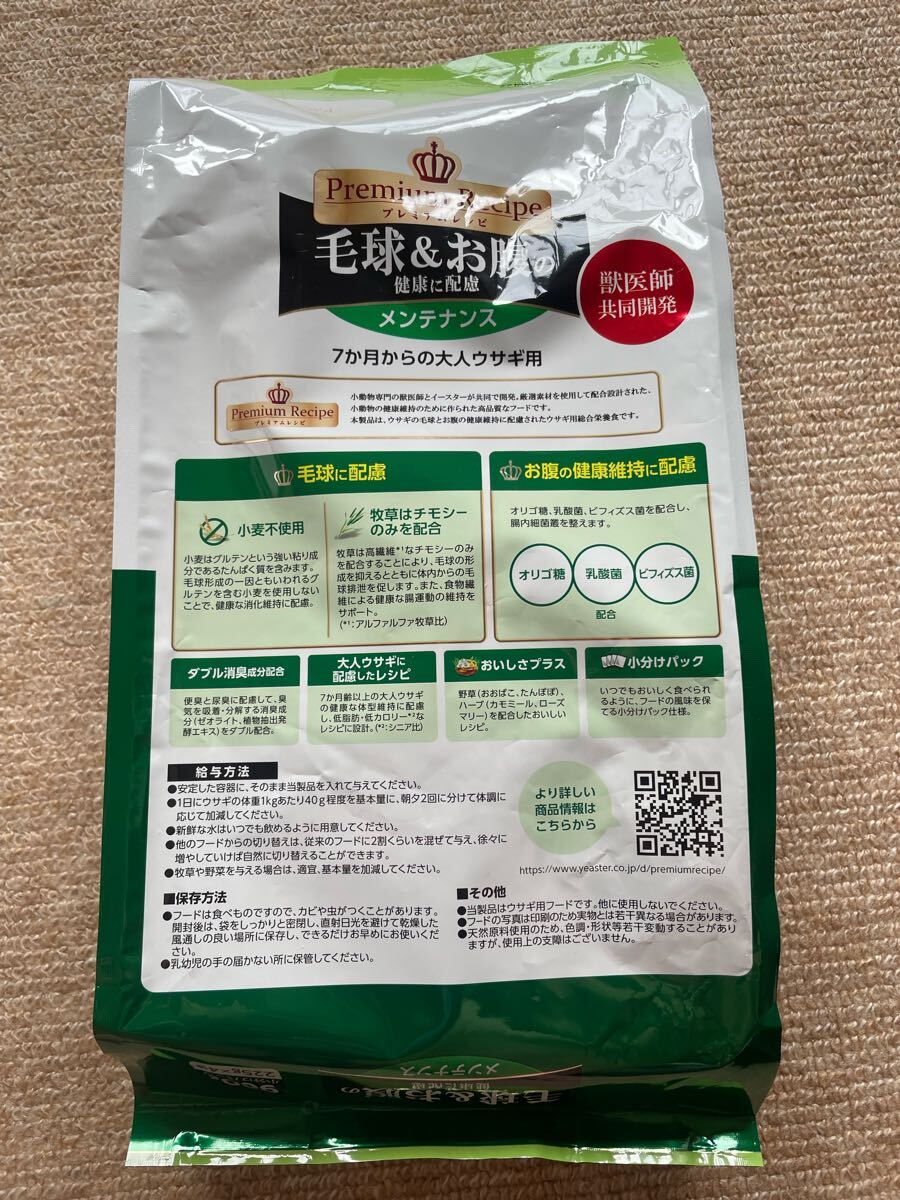 Premium Recipe
プレミアムレシピ
毛球&お腹の
健康に配慮
メンテナンス
獣医師
共同開発
7か月からの大人ウサギ用
Premium Recipe
プレミアムレシピ
小動物専門の獣医師とイースターが共同で開発。厳選素材を使用して配合設計された、
小動物の健康維持のために作られた高品質なフードです。
本製品は、ウサギの毛球とお腹の健康維持に配慮されたウサギ用総合栄養食です。
毛球に配慮
小麦不使用
小麦はグルテンという強い粘り成
分であるたんぱく質を含みます。
毛球形成の一因ともいわれるグ
ルテンを含む小麦を使用しない
ことで、健康な消化維持に配慮。
牧草はチモシー
のみを配合
牧草は高繊維*¹なチモシーのみ
を配合することにより、毛球の形
成を抑えるとともに体内からの毛
球排泄を促します。また、食物繊
維による健康な腸運動の維持を
サポート。
(*¹:アルファルファ牧草比)
お腹の健康維持に配慮
オリゴ糖、乳酸菌、ビフィズス菌を配合し、
腸内細菌叢を整えます。
オリゴ糖
乳酸菌
ビフィズス菌
配合
ダブル消臭成分配合
便臭と尿臭に配慮して、臭
気を吸着・分解する消臭成
分(ゼオライト、植物抽出発
酵エキス)をダブル配合。
大人ウサギに
配慮したレシピ
7か月齢以上の大人ウサギ
の健康な体型維持に配慮
し、低脂肪・低カロリー*²な
レシピに設計。(*²:シニア比)
おいしさプラス
野草(おおばこ、たんぽぽ)、
ハーブ(カモミール、ローズ
マリー)を配合したおいしい
レシピ。
小分けパック
いつでもおいしく食べられ
るように、フードの風味を保
てる小分けパック仕様。
給与方法
●安定した容器に、そのまま当製品を入れて与えてください。
●1日にウサギの体重1kgあたり40g程度を基本量に、朝夕2回に分けて体調に
応じて加減してください。
●新鮮な水はいつでも飲めるように用意してください。
●他のフードからの切り替えは、従来のフードに2割くらいを混ぜて与え、徐々に
増やしていけば自然に切り替えることができます。
●牧草や野菜を与える場合は、適宜、基本量を加減してください。
より詳しい
商品情報は
こちらから
https://www.yeaster.co.jp/d/premiumrecipe/
■保存方法
●フードは食べものですので、カビや虫がつくことがあります。
開封後は、袋をしっかりと密閉し、直射日光を避けて乾燥した
風通しの良い場所に保存し、できるだけお早めにお使いくだ
さい。
●乳幼児の手の届かない所に保管してください。
■その他
●当製品はウサギ用フードです。他に使用しないでください。
●フードの写真は印刷のため実物とは若干異なる場合があります。
●天然原料使用のため、色調・形状等若干変動することがあり
ますが、使用上の支障はございません。
メンテナンス
健康に配慮
毛球&お腹の
225g×4